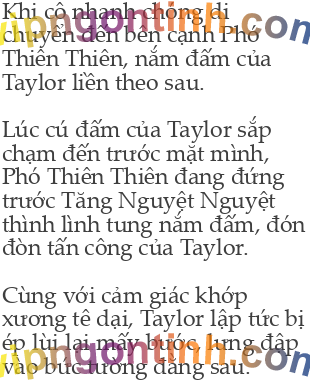 Khi cô nhanh chóng di
chuyển đến bên cạnh Phó
Thiên Thiên, nắm đấm của
Taylor liền theo sau.
Lúc cú đấm của Taylor sắp
chạm đến trước mặt mình,
Phó Thiên Thiên đang đứng
trước Tăng Nguyệt Nguyệt
thình lình tung nắm đấm, đón
đòn tấn công của Taylor.
Cùng với cảm giác khớp
xương tê dại, Taylor lập tức bị
ép lùi lại mấy bước, lưng đập
vào bức tường đằng sau.
vipngontinh.com
vipngontinh.com